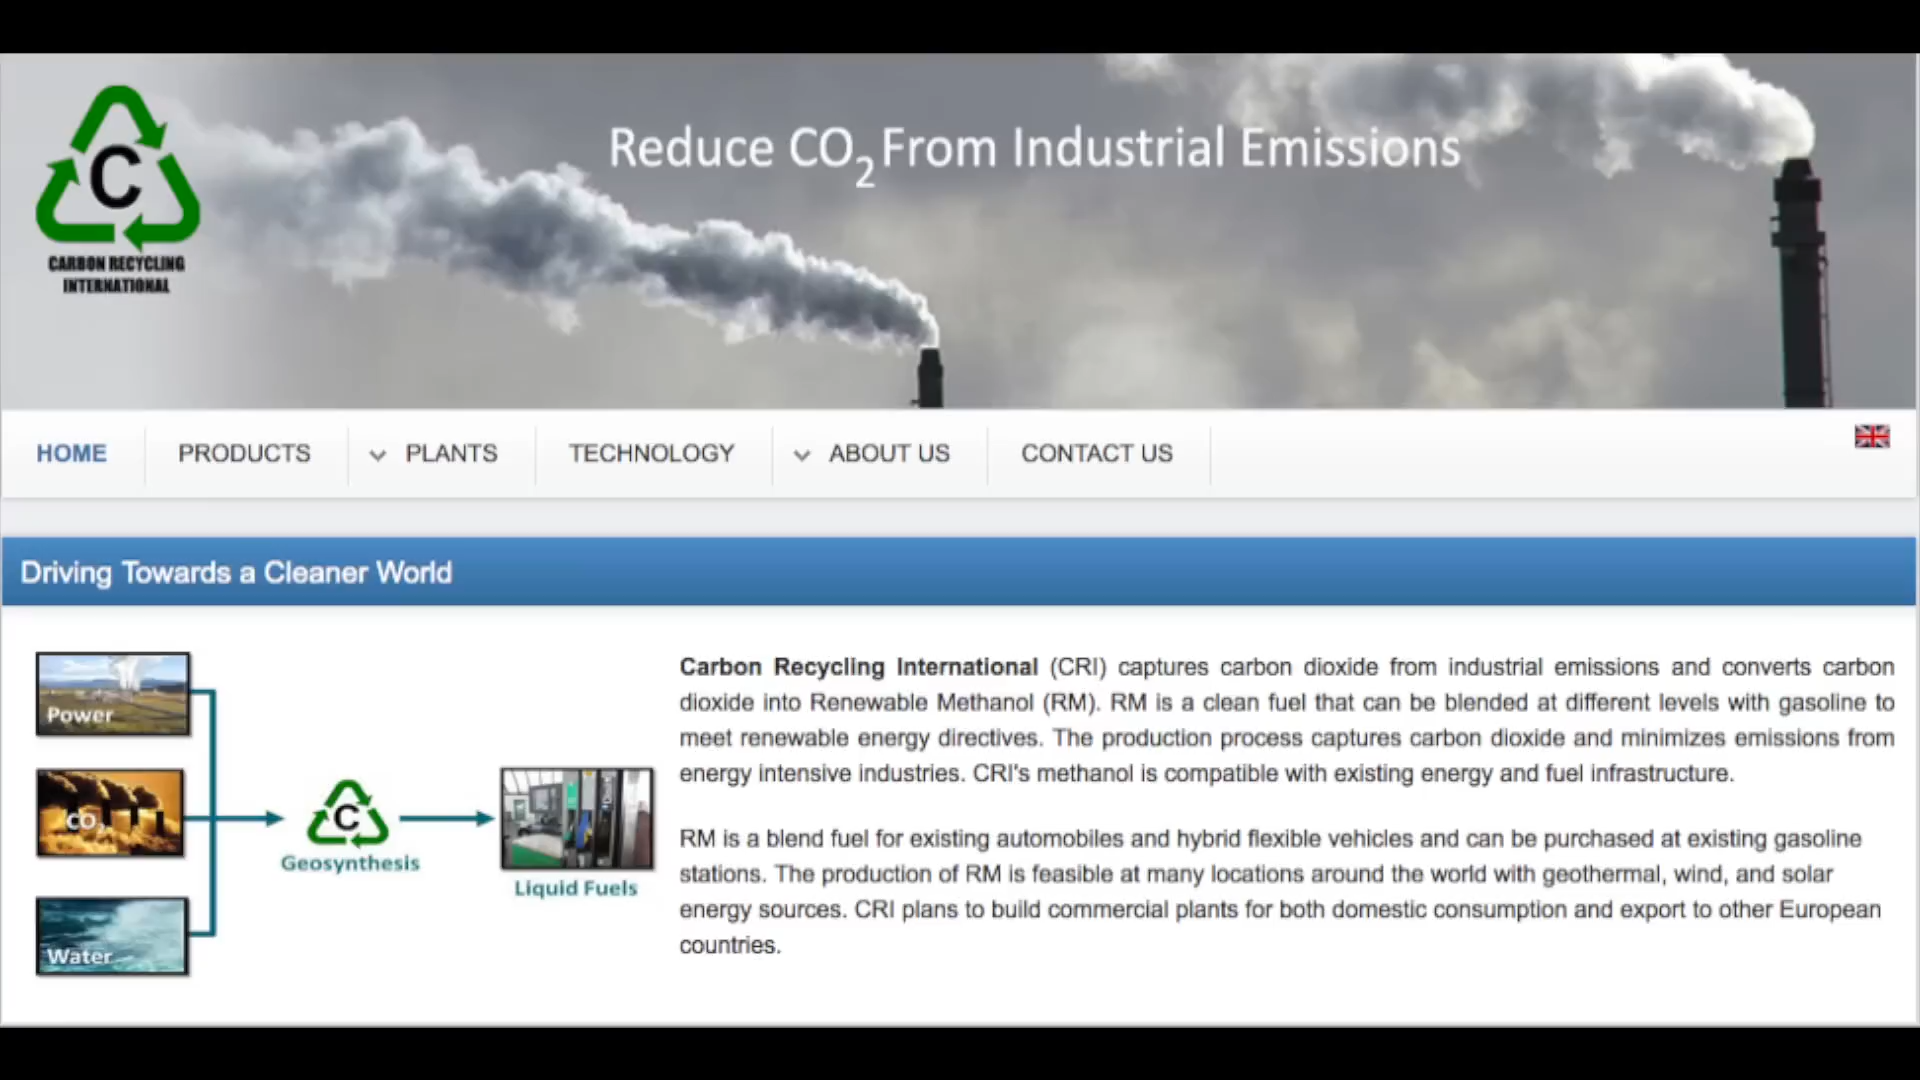 Reduce CO2 From Industrial Emissions
C
CARBON RECYCLING
INTERNATIONAL
HOME
PRODUCTS
PLANTS
TECHNOLOGY
ABOUT US
CONTACT US
Driving Towards a Cleaner World
Power
CO2
Water
C
Geosynthesis
Liquid Fuels
Carbon Recycling International (CRI) captures carbon dioxide from industrial emissions and converts carbon
dioxide into Renewable Methanol (RM). RM is a clean fuel that can be blended at different levels with gasoline to
meet renewable energy directives. The production process captures carbon dioxide and minimizes emissions from
energy intensive industries. CRI's methanol is compatible with existing energy and fuel infrastructure.
RM is a blend fuel for existing automobiles and hybrid flexible vehicles and can be purchased at existing gasoline
stations. The production of RM is feasible at many locations around the world with geothermal, wind, and solar
energy sources. CRI plans to build commercial plants for both domestic consumption and export to other European
countries.